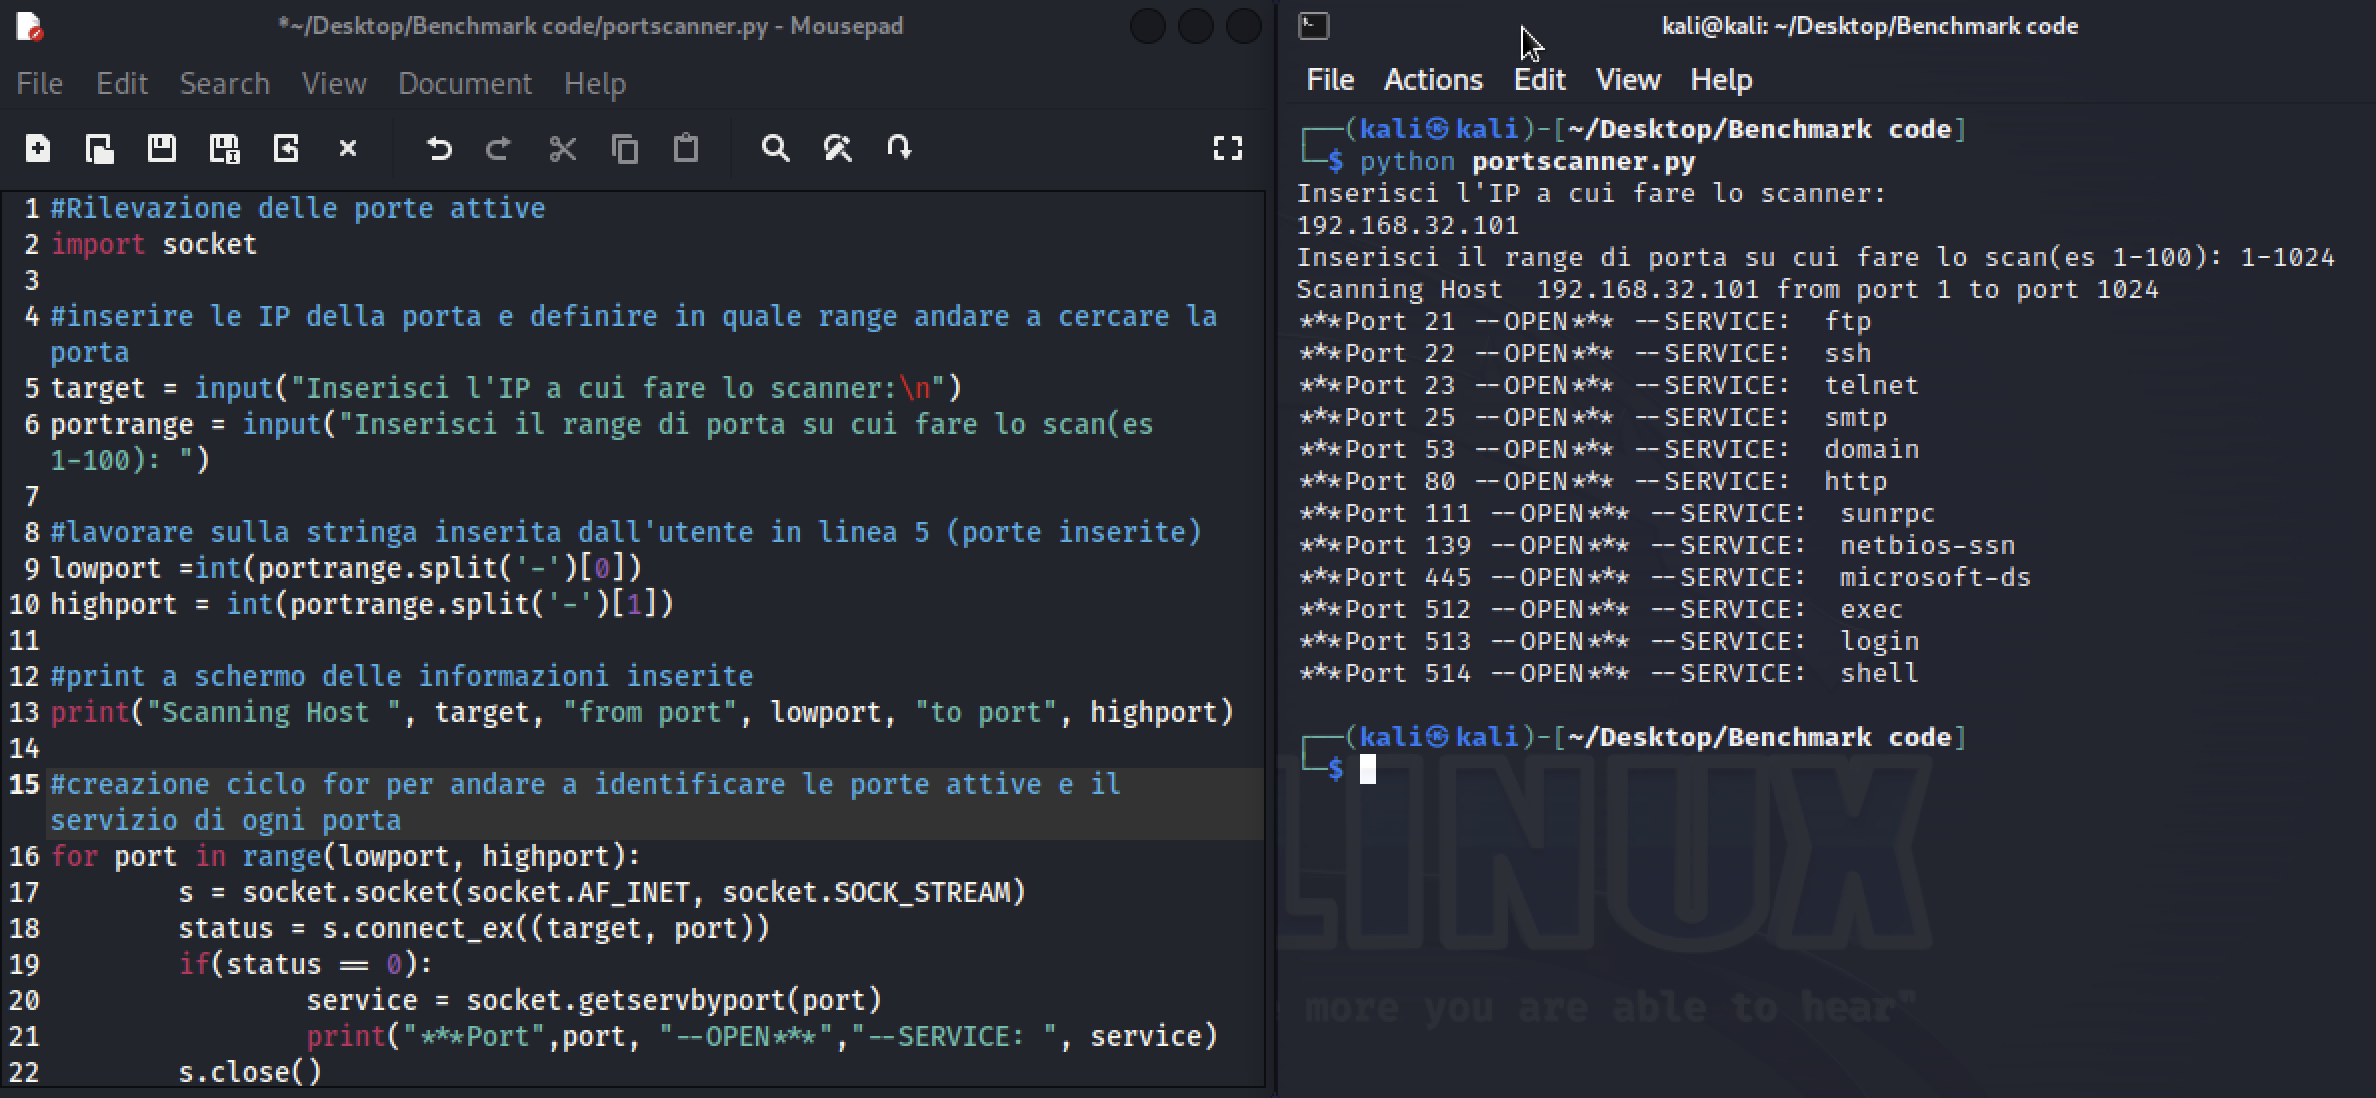 *~/Desktop/Benchmark code/portscanner.py - Mousepad
File Edit Search View Document Help
1 #Rilevazione delle porte attive
2 import socket
3
4 #inserire le IP della porta e definire in quale range andare a cercare la
porta
5 target = input("Inserisci l'IP a cui fare lo scanner:\n")
6 portrange = input("Inserisci il range di porta su cui fare lo scan(es
1-100): ")
7
8 #lavorare sulla stringa inserita dall'utente in linea 5 (porte inserite)
9 lowport =int(portrange.split('-')[0])
10 highport = int(portrange.split('-')[1])
11
12 #print a schermo delle informazioni inserite
13 print("Scanning Host ", target, "from port", lowport, "to port", highport)
14
15 #creazione ciclo for per andare a identificare le porte attive e il
servizio di ogni porta
16 for port in range(lowport, highport):
17 s = socket.socket(socket.AF_INET, socket.SOCK_STREAM)
18 status = s.connect_ex((target, port))
19 if(status == 0):
20 service = socket.getservbyport(port)
21 print("***Port",port, "--OPEN***","--SERVICE: ", service)
22 s.close()
kali@kali: ~/Desktop/Benchmark code
File Actions Edit View Help
┌──(kali㉿kali)-[~/Desktop/Benchmark code]
└─$ python portscanner.py
Inserisci l'IP a cui fare lo scanner:
192.168.32.101
Inserisci il range di porta su cui fare lo scan(es 1-100): 1-1024
Scanning Host  192.168.32.101 from port 1 to port 1024
***Port 21 --OPEN*** --SERVICE:  ftp
***Port 22 --OPEN*** --SERVICE:  ssh
***Port 23 --OPEN*** --SERVICE:  telnet
***Port 25 --OPEN*** --SERVICE:  smtp
***Port 53 --OPEN*** --SERVICE:  domain
***Port 80 --OPEN*** --SERVICE:  http
***Port 111 --OPEN*** --SERVICE:  sunrpc
***Port 139 --OPEN*** --SERVICE:  netbios-ssn
***Port 445 --OPEN*** --SERVICE:  microsoft-ds
***Port 512 --OPEN*** --SERVICE:  exec
***Port 513 --OPEN*** --SERVICE:  login
***Port 514 --OPEN*** --SERVICE:  shell
┌──(kali㉿kali)-[~/Desktop/Benchmark code]
└─$
LINUX
more you are able to hear"